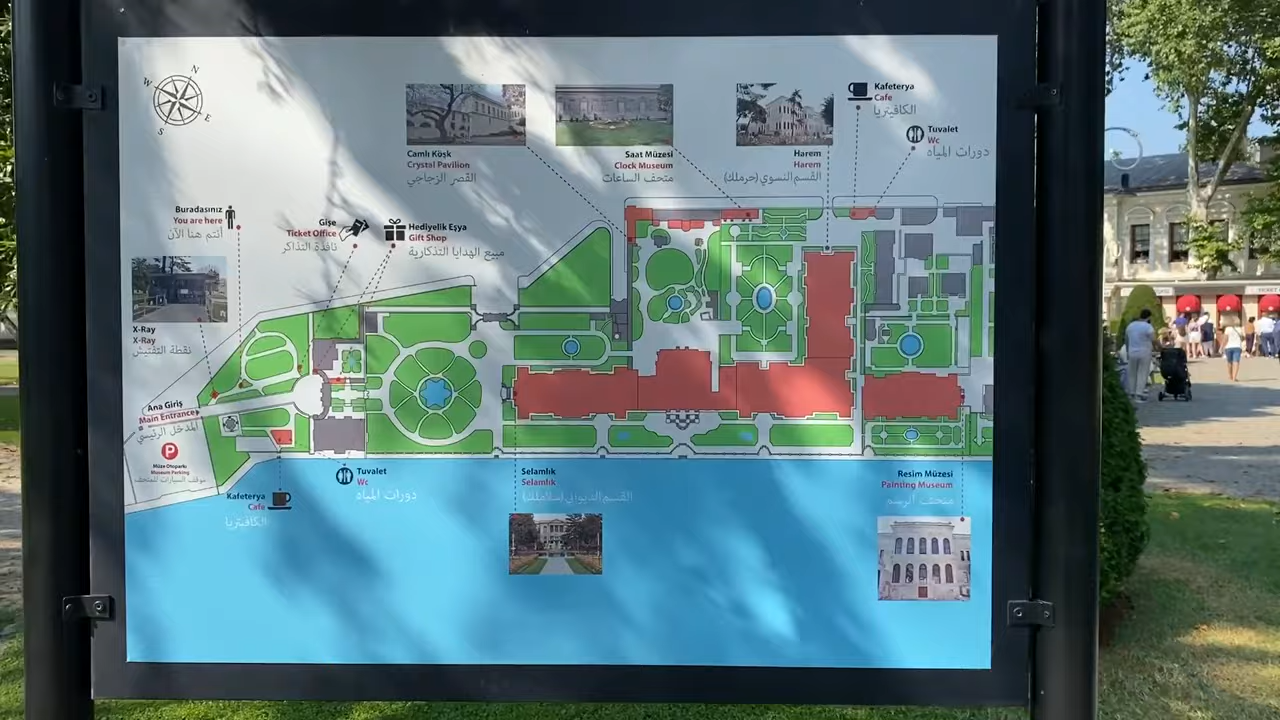 N
W
E
S
Camlı Köşk
Crystal Pavilion
القصر الزجاجي
Saat Müzesi
Clock Museum
متحف الساعات
Harem
Harem
القسم النسوي (حرملك)
Kafeterya
Cafe
الكافيتريا
Tuvalet
Wc
دورات المياه
Buradasınız
You are here
أنتم هنا الآن
Gişe
Ticket Office
نافذة التذاكر
Hediyelik Eşya
Gift Shop
مبيع الهدايا التذكارية
X-Ray
X-Ray
نقطة التفتيش
Ana Giriş
Main Entrance
المدخل الرئيسي
P
Müze Otoparkı
Museum Parking
موقف السيارات للمتحف
Kafeterya
Cafe
الكافيتريا
Tuvalet
Wc
دورات المياه
Selamlık
Selamlık
القسم الديواني (سلاملك)
Resim Müzesi
Painting Museum
متحف الرسم